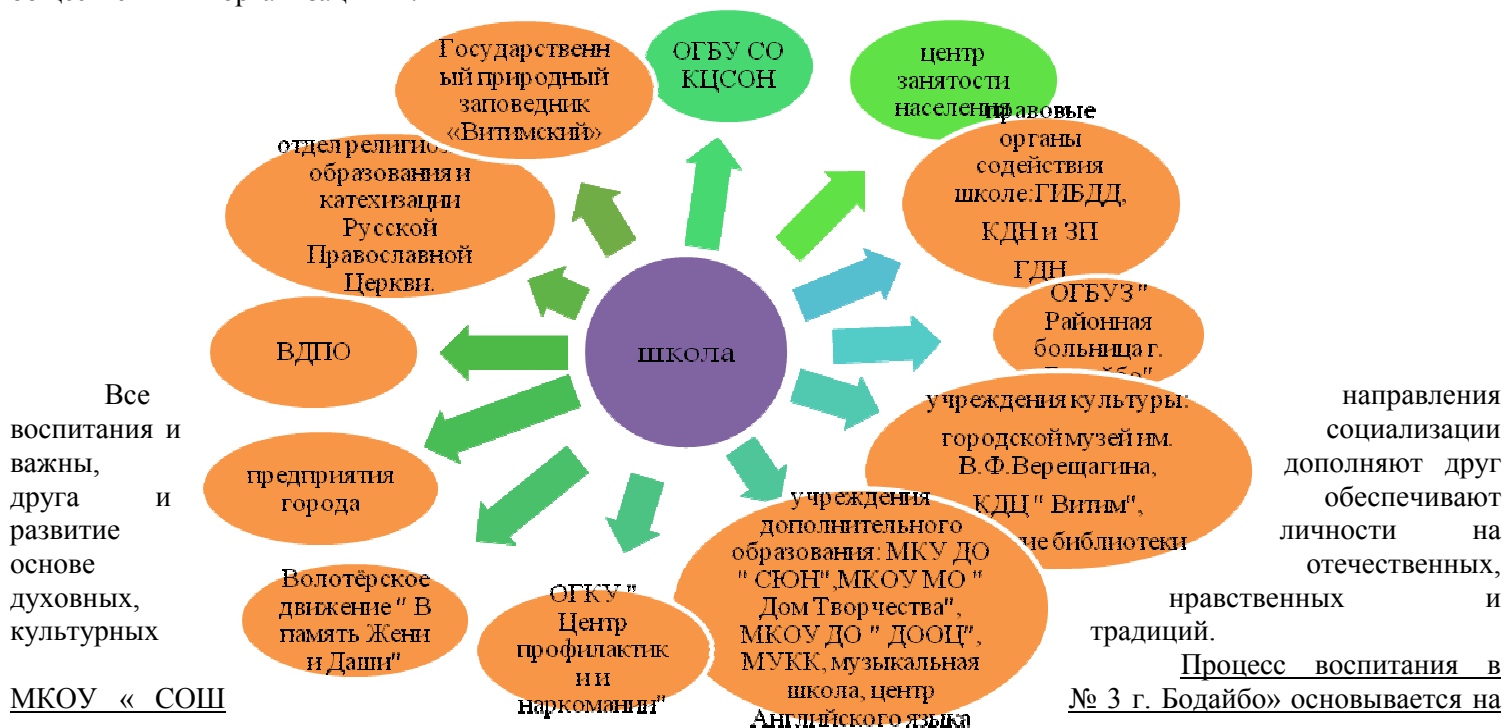 Государственн
ый природный
заповедник
«Витимский»
ОГБУ СО
КЦСОН
центр
занятости
населения
правовые
органы
содействия
школе:ГИБДД,
КДН и ЗП
ГДН
ОГБУЗ "
Районная
больница г.
учреждения культуры:
городской музей им.
В.Ф.Верещагина,
КДЦ " Витим",
библиотеки
учреждения
дополнительного
образования: МКУ ДО
" СЮН",МКОУ МО "
Дом Творчества",
МКОУ ДО " ДООЦ",
МУКК, музыкальная
школа, центр
Английского языка
ОГКУ "
Центр
профилактик
и и
наркомании"
Волотёрское
движение " В
память Жени
и Даши"
предприятия
города
ВДПО
отдел
образования и
катехизации
Русской
Православной
Церкви.
школа
Все направления
воспитания и социализации
важны, дополняют друг
друга и обеспечивают
развитие личности на
основе отечественных,
духовных, нравственных и
культурных традиций.
Процесс воспитания в
МКОУ « СОШ № 3 г. Бодайбо» основывается на